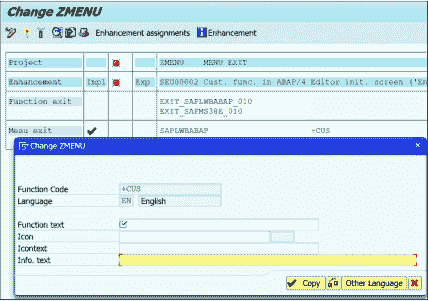 Change ZMENU
Enhancement assignments Enhancement
Project ZMENU MENU EXIT
Enhancement Impl Exp SEU00002 Cust. func. in ABAP/4 Editor init. screen ('En
Function exit EXIT_SAPLWBABAP_010
EXIT_SAPMS38E_010
Menu exit SAPLWBABAP +CUS
Change ZMENU
Function Code +CUS
Language EN English
Function text
Icon
Icontext
Info. text
Copy Other Language